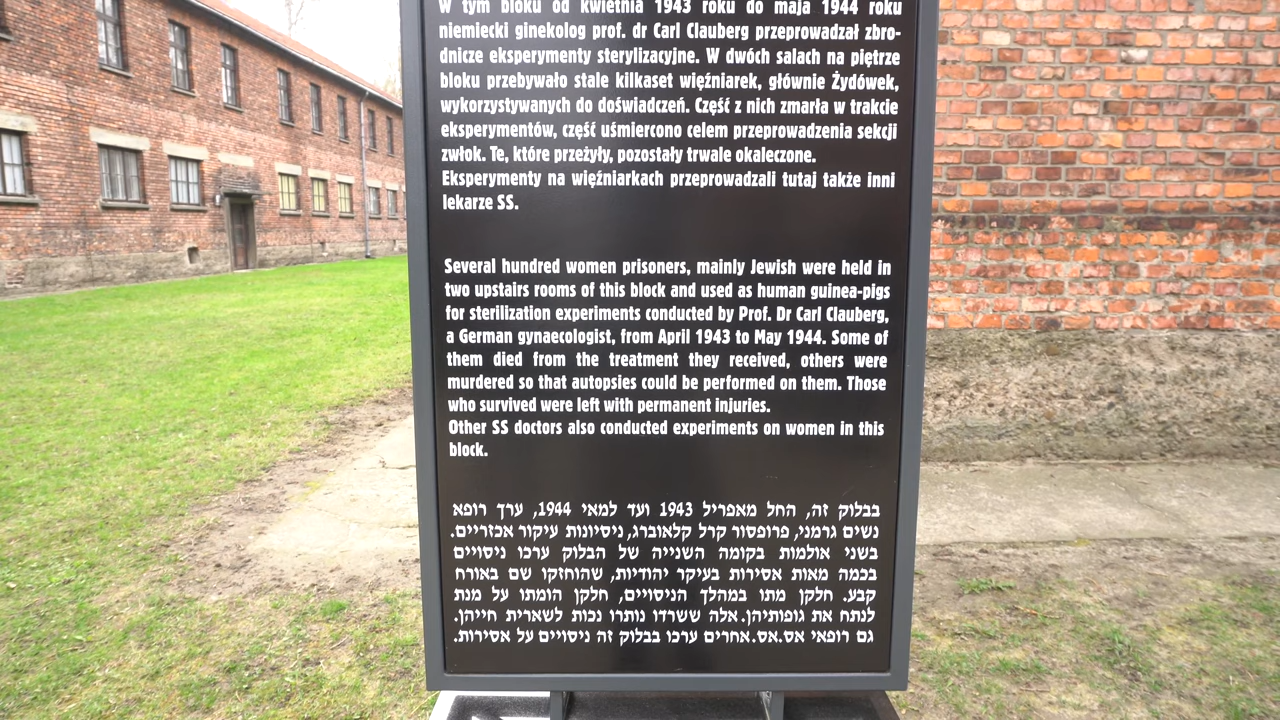 W tym bloku od kwietnia 1943 roku do maja 1944 roku
niemiecki ginekolog prof. dr Carl Clauberg przeprowadzał zbro-
dnicze eksperymenty sterylizacyjne. W dwóch salach na piętrze
bloku przebywało stale kilkaset więźniarek, głównie Żydówek,
wykorzystywanych do doświadczeń. Część z nich zmarła w trakcie
eksperymentów, część uśmiercono celem przeprowadzenia sekcji
zwłok. Te, które przeżyły, pozostały trwale okaleczone.
Eksperymenty na więźniarkach przeprowadzali tutaj także inni
lekarze SS.
Several hundred women prisoners, mainly Jewish were held in
two upstairs rooms of this block and used as human guinea-pigs
for sterilization experiments conducted by Prof. Dr Carl Clauberg,
a German gynaecologist, from April 1943 to May 1944. Some of
them died from the treatment they received, others were
murdered so that autopsies could be performed on them. Those
who survived were left with permanent injuries.
Other SS doctors also conducted experiments on women in this
block.
בבלוק זה, החל מאפריל 1943 ועד למאי 1944, ערך רופא
נשים גרמני, פרופסור קרל קלאוברג, ניסיונות עיקור אכזריים.
בשני אולמות בקומה השנייה של הבלוק ערכו ניסויים
בכמה מאות אסירות בעיקר יהודיות, שהוחזקו שם באורח
קבע. חלקן מתו במהלך הניסויים, חלקן הומתו על מנת
לנתח את גופותיהן. אלה ששרדו נותרו נכות לשארית חייהן.
גם רופאי אס.אס. אחרים ערכו בבלוק זה ניסויים על אסירות.